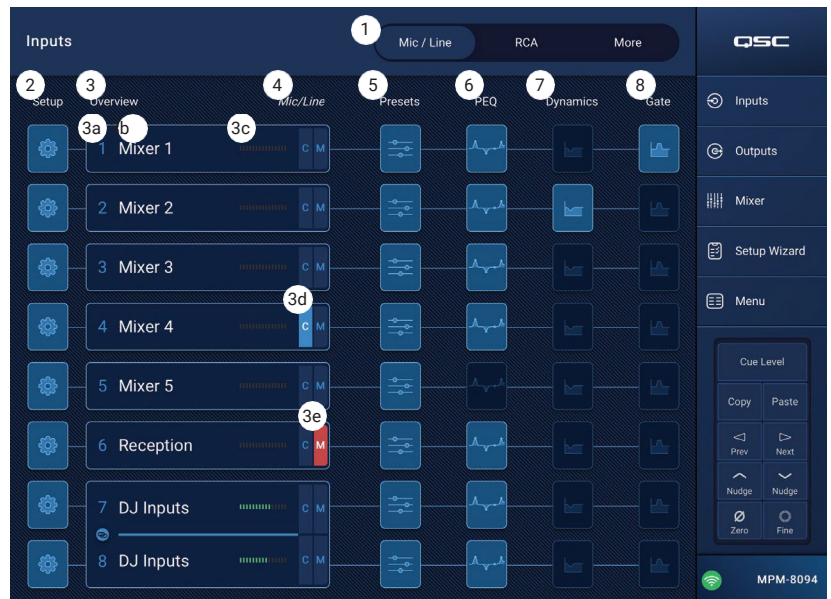 Inputs
1
Mic / Line
RCA
More
QSC
2
3
4
5
6
7
8
Setup
Overview
Mic/Line
Presets
PEQ
Dynamics
Gate
3a
b
3c
1 Mixer 1
C M
2 Mixer 2
C M
3 Mixer 3
C M
3d
4 Mixer 4
C M
5 Mixer 5
C M
3e
6 Reception
C M
7 DJ Inputs
C M
8 DJ Inputs
C M
Inputs
Outputs
Mixer
Setup Wizard
Menu
Cue Level
Copy
Paste
Prev
Next
Nudge
Nudge
Zero
Fine
MPM-8094